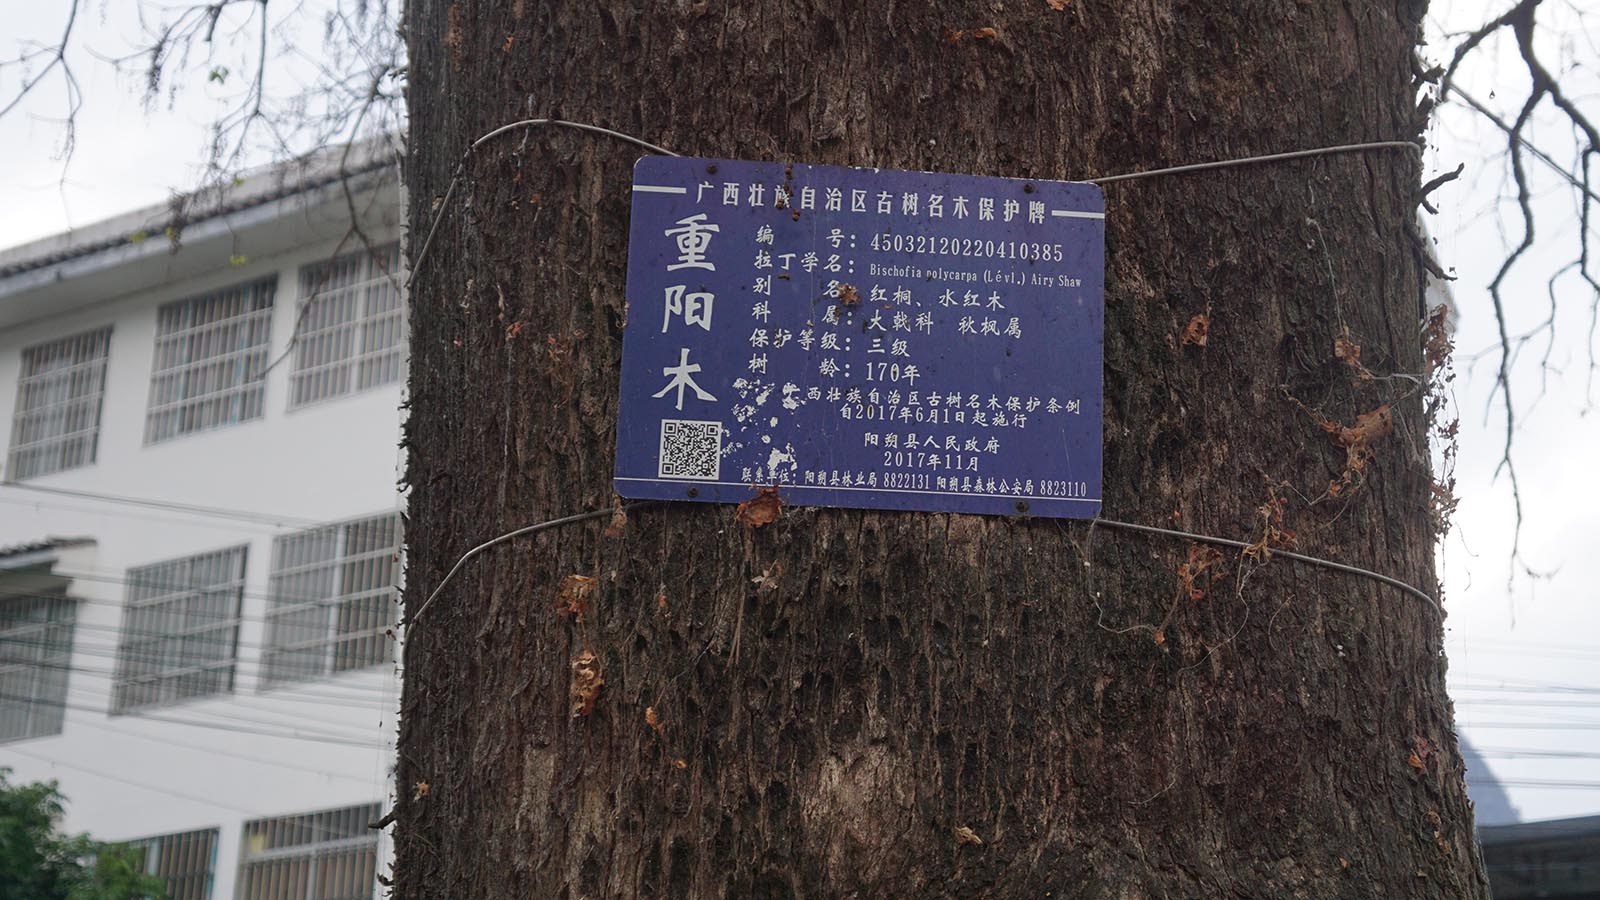 广西壮族自治区古树名木保护牌
重阳木
编 号：45032120220410385
拉丁学名：Bischofia polycarpa (Lévl.) Airy Shaw
别 名：红桐、水红木
科 属：大戟科 秋枫属
保护等级：三级
树 龄：170年
西壮族自治区古树名木保护条例
自2017年6月1日起施行
阳朔县人民政府
2017年11月
联系单位：阳朔县林业局 8822131 阳朔县森林公安局 8823110